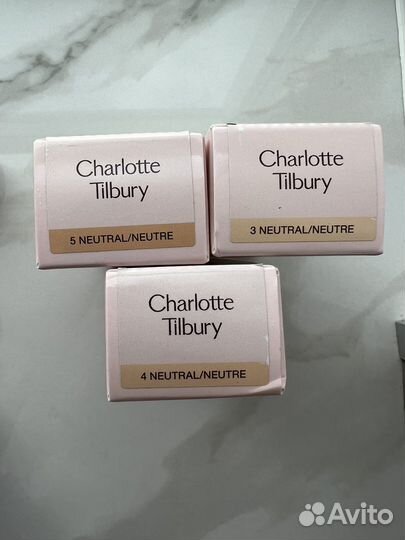 Charlotte
Tilbury
5 NEUTRAL/NEUTRE
Charlotte
Tilbury
3 NEUTRAL/NEUTRE
Charlotte
Tilbury
4 NEUTRAL/NEUTRE
Avito